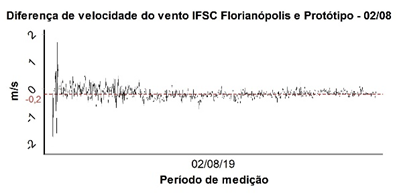 Diferença de velocidade do vento IFSC Florianópolis e Protótipo - 02/08
2
1
m/s
0
-0,2
-1
-2
02/08/19
Período de medição